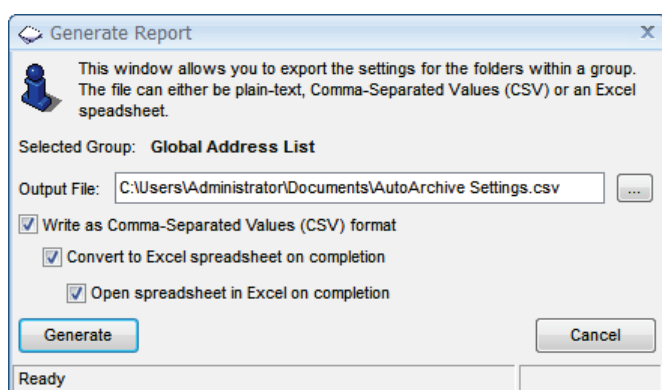 Generate Report
X
This window allows you to export the settings for the folders within a group.
The file can either be plain-text, Comma-Separated Values (CSV) or an Excel
speadsheet.
Selected Group: Global Address List
Output File: C:\Users\Administrator\Documents\AutoArchive Settings.csv ...
Write as Comma-Separated Values (CSV) format
Convert to Excel spreadsheet on completion
Open spreadsheet in Excel on completion
Generate Cancel
Ready